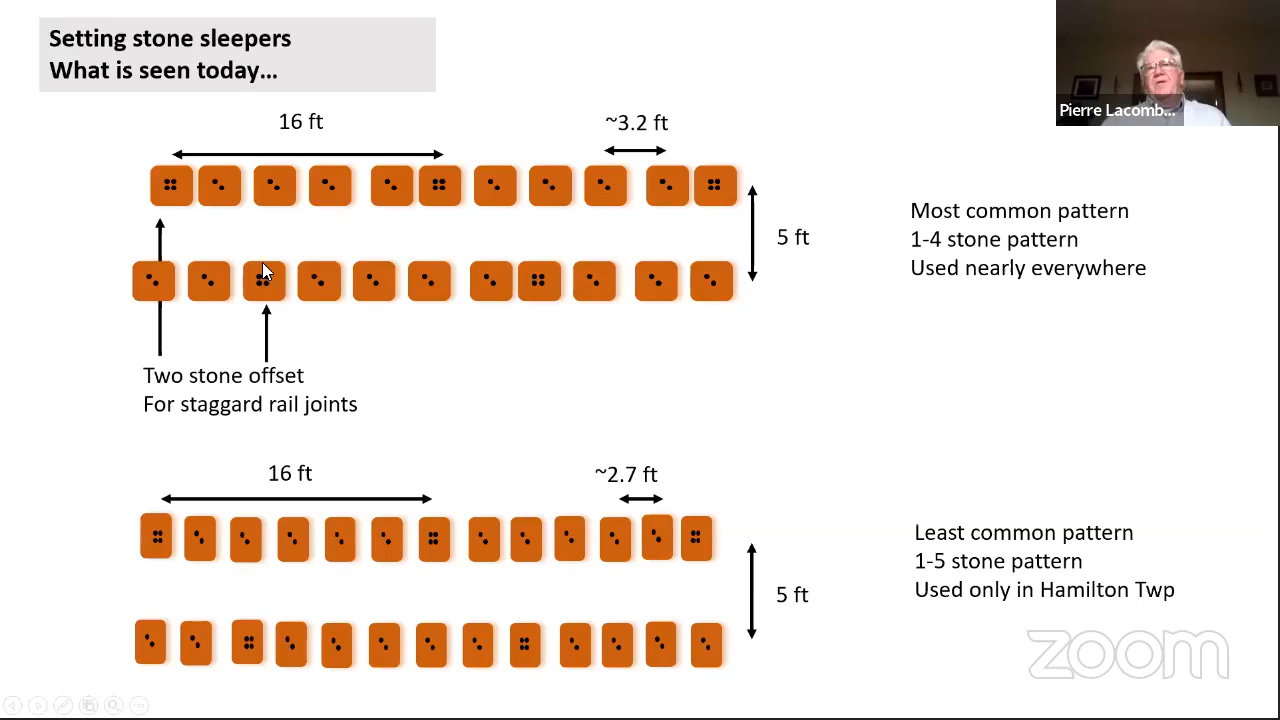 Setting stone sleepers
What is seen today…
Pierre Lacomb...
16 ft
~3.2 ft
5 ft
Most common pattern
1-4 stone pattern
Used nearly everywhere
Two stone offset
For staggard rail joints
16 ft
~2.7 ft
5 ft
Least common pattern
1-5 stone pattern
Used only in Hamilton Twp
zoom